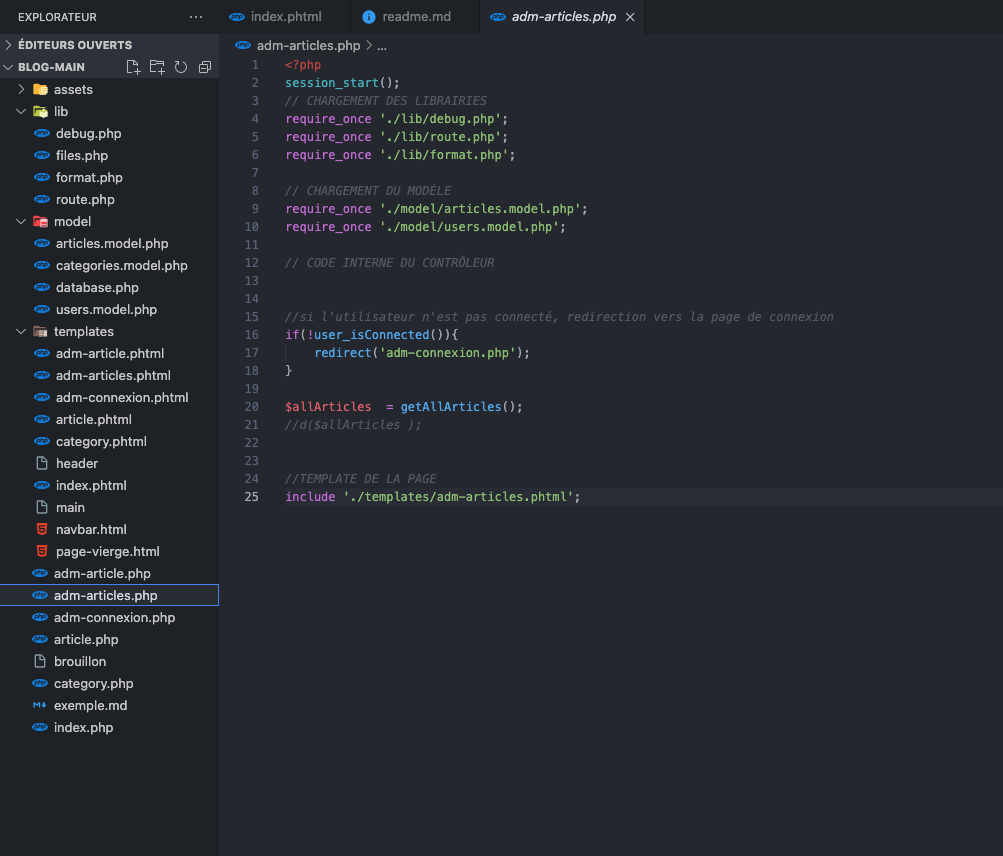 EXPLORATEUR
ÉDITEURS OUVERTS
BLOG-MAIN
assets
lib
debug.php
files.php
format.php
route.php
model
articles.model.php
categories.model.php
database.php
users.model.php
templates
adm-article.phtml
adm-articles.phtml
adm-connexion.phtml
article.phtml
category.phtml
header
index.phtml
main
navbar.html
page-vierge.html
adm-article.php
adm-articles.php
adm-connexion.php
article.php
brouillon
category.php
exemple.md
index.php
index.phtml readme.md adm-articles.php
adm-articles.php > ...
1 <?php
2 session_start();
3 // CHARGEMENT DES LIBRAIRIES
4 require_once './lib/debug.php';
5 require_once './lib/route.php';
6 require_once './lib/format.php';
7
8 // CHARGEMENT DU MODÈLE
9 require_once './model/articles.model.php';
10 require_once './model/users.model.php';
11
12 // CODE INTERNE DU CONTRÔLEUR
13
14
15 //si l'utilisateur n'est pas connecté, redirection vers la page de connexion
16 if(!user_isConnected()){
17 redirect('adm-connexion.php');
18 }
19
20 $allArticles  = getAllArticles();
21 //d($allArticles );
22
23
24 //TEMPLATE DE LA PAGE
25 include './templates/adm-articles.phtml';